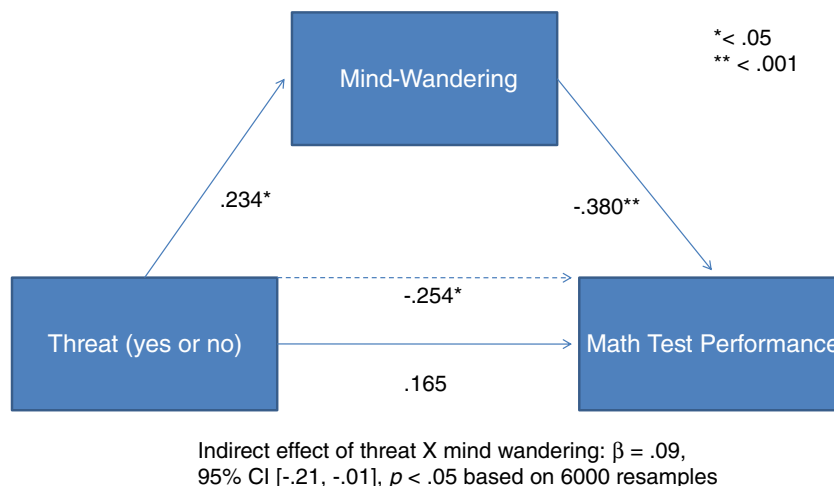 *< .05
** < .001
Mind-Wandering
.234*
-.380**
-.254*
Threat (yes or no)
Math Test Performance
.165
Indirect effect of threat X mind wandering: β = .09,
95% CI [-.21, -.01], p < .05 based on 6000 resamples